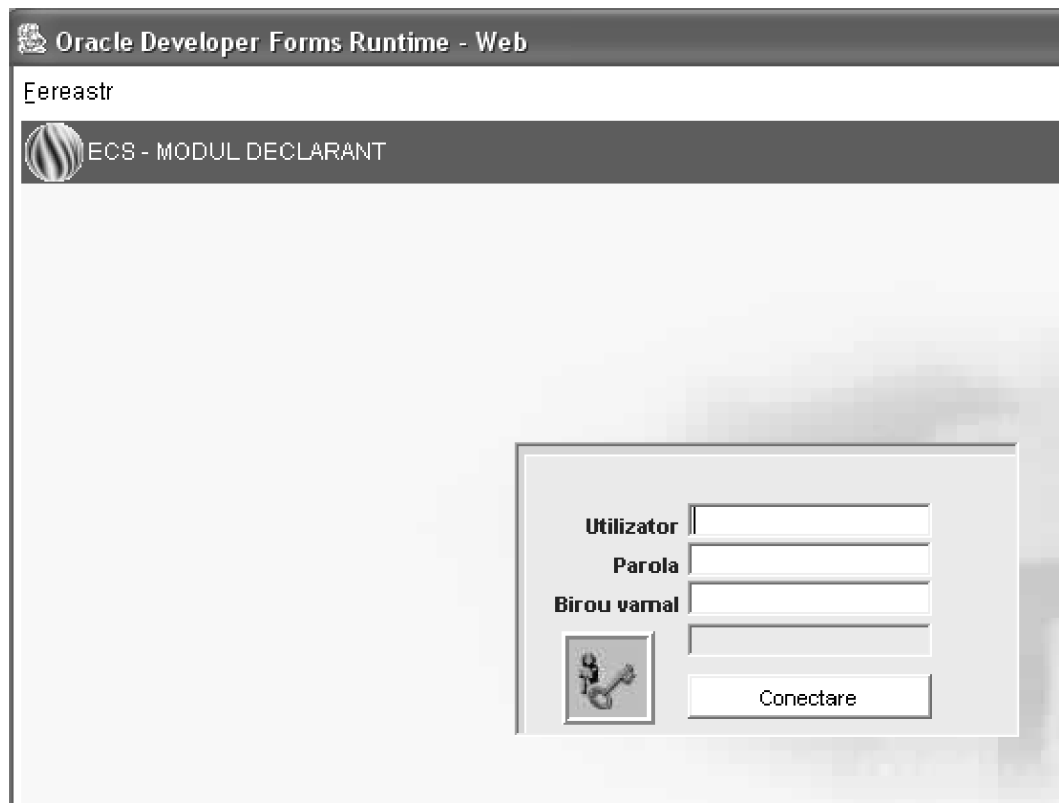 Oracle Developer Forms Runtime - Web
Fereastr
ECS - MODUL DECLARANT
Utilizator
Parola
Birou vamal
Conectare